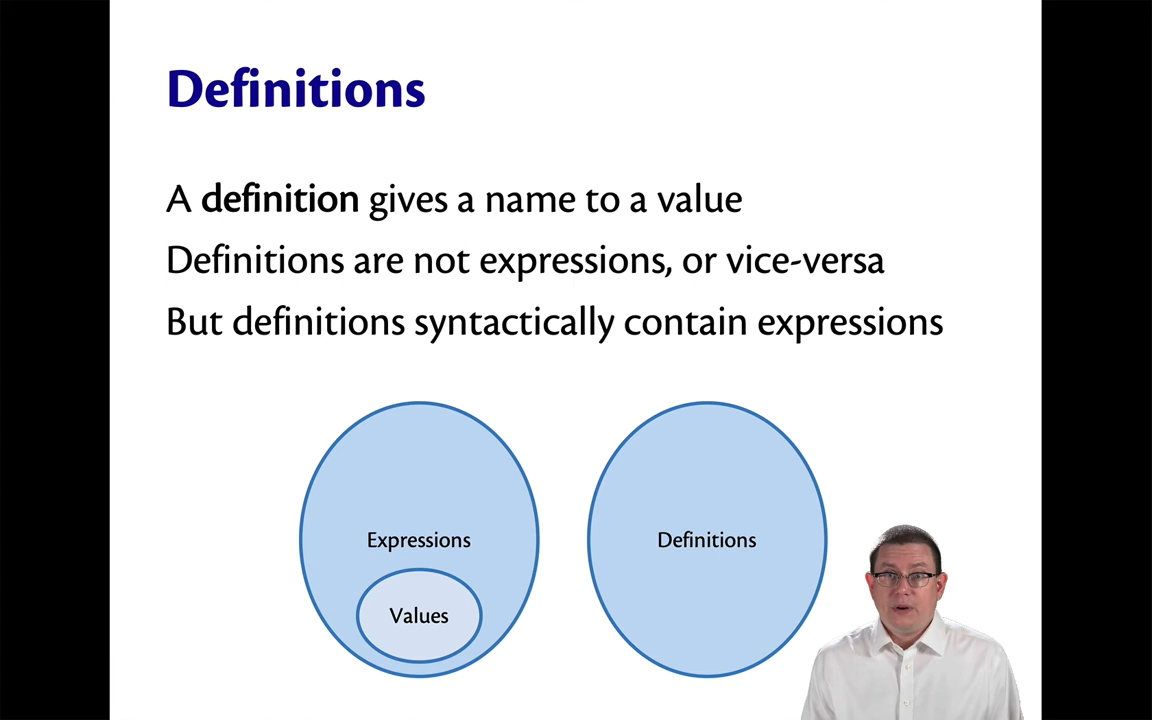 Definitions
A definition gives a name to a value
Definitions are not expressions, or vice-versa
But definitions syntactically contain expressions
Expressions
Definitions
Values